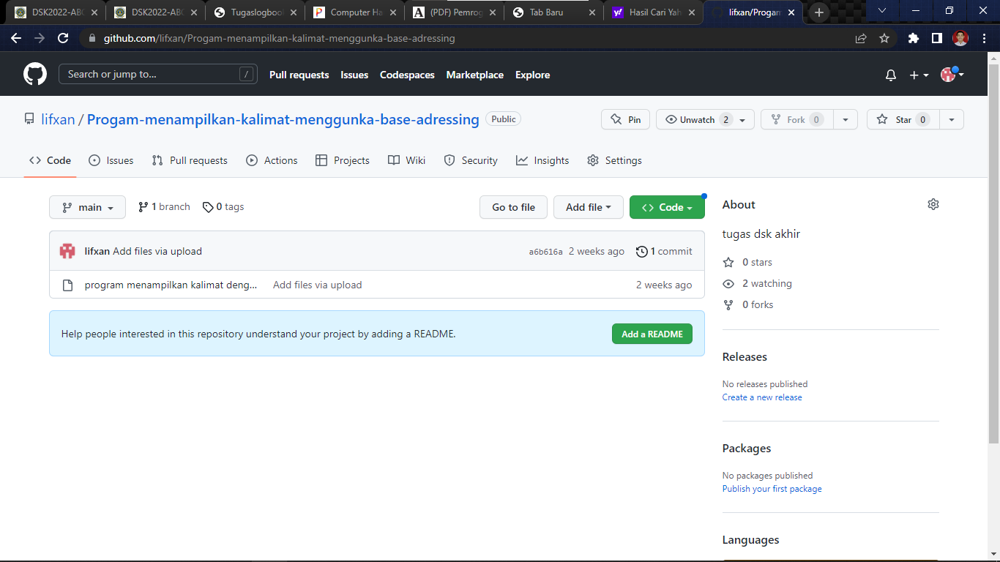 DSK2022-ABC
DSK2022-ABC
Tugaslogboo
Computer Ha
(PDF) Pemrog
Tab Baru
Hasil Cari Yah
lifxan/Progam
github.com/lifxan/Progam-menampilkan-kalimat-menggunka-base-adressing
Search or jump to... /
Pull requests Issues Codespaces Marketplace Explore
lifxan / Progam-menampilkan-kalimat-menggunka-base-adressing Public
Pin Unwatch 2 Fork 0 Star 0
Code Issues Pull requests Actions Projects Wiki Security Insights Settings
main 1 branch 0 tags Go to file Add file Code
lifxan Add files via upload a6b616a 2 weeks ago 1 commit
program menampilkan kalimat deng... Add files via upload 2 weeks ago
Help people interested in this repository understand your project by adding a README. Add a README
About
tugas dsk akhir
0 stars
2 watching
0 forks
Releases
No releases published
Create a new release
Packages
No packages published
Publish your first package
Languages